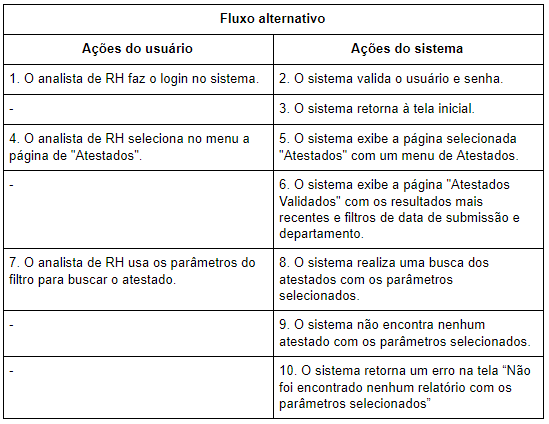 Fluxo alternativo
Ações do usuário
Ações do sistema
1. O analista de RH faz o login no sistema.
2. O sistema valida o usuário e senha.
-
3. O sistema retorna à tela inicial.
4. O analista de RH seleciona no menu a
página de "Atestados".
5. O sistema exibe a página selecionada
"Atestados" com um menu de Atestados.
-
6. O sistema exibe a página "Atestados
Validados" com os resultados mais
recentes e filtros de data de submissão e
departamento.
7. O analista de RH usa os parâmetros do
filtro para buscar o atestado.
8. O sistema realiza uma busca dos
atestados com os parâmetros
selecionados.
-
9. O sistema não encontra nenhum
atestado com os parâmetros selecionados.
-
10. O sistema retorna um erro na tela “Não
foi encontrado nenhum relatório com os
parâmetros selecionados”